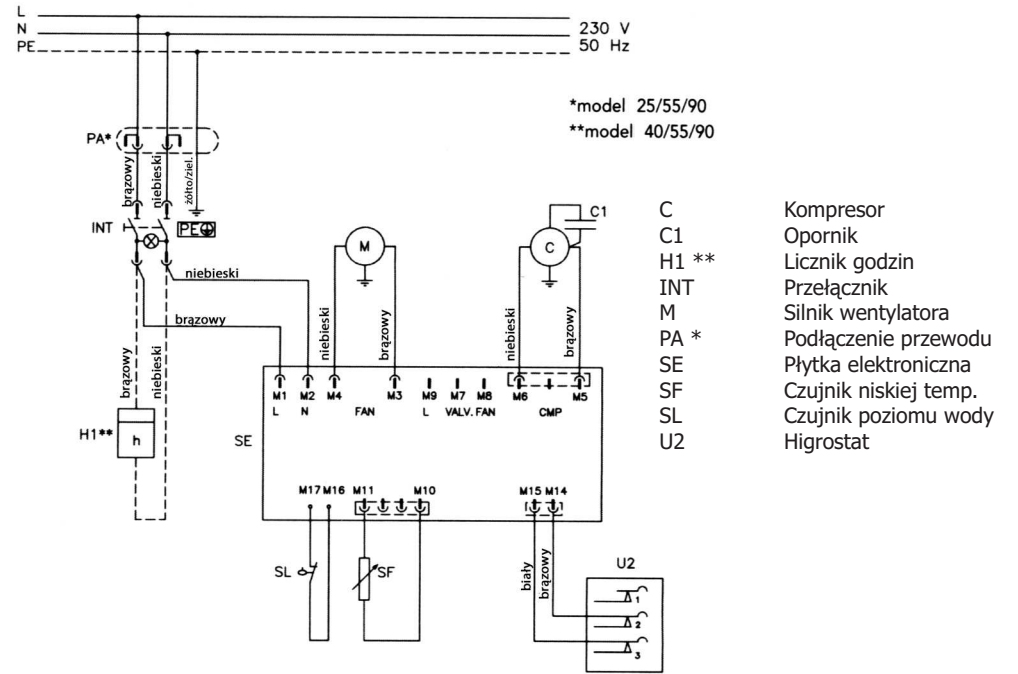 L
N
PE
230 V
50 Hz
*model 25/55/90
**model 40/55/90
PA*
brązowy
niebieski
żółto/ziel.
INT
PE
niebieski
brązowy
brązowy
niebieski
H1**
h
M
niebieski
brązowy
C1
C
niebieski
brązowy
M1 M2 M4 M3 M9 M7 M8 M6 M5
L N FAN L VALV. FAN CMP
SE
M17 M16 M11 M10 M15 M14
SL
SF
biały
brązowy
U2
1
2
3
C Kompresor
C1 Opornik
H1 ** Licznik godzin
INT Przełącznik
M Silnik wentylatora
PA * Podłączenie przewodu
SE Płytka elektroniczna
SF Czujnik niskiej temp.
SL Czujnik poziomu wody
U2 Higrostat